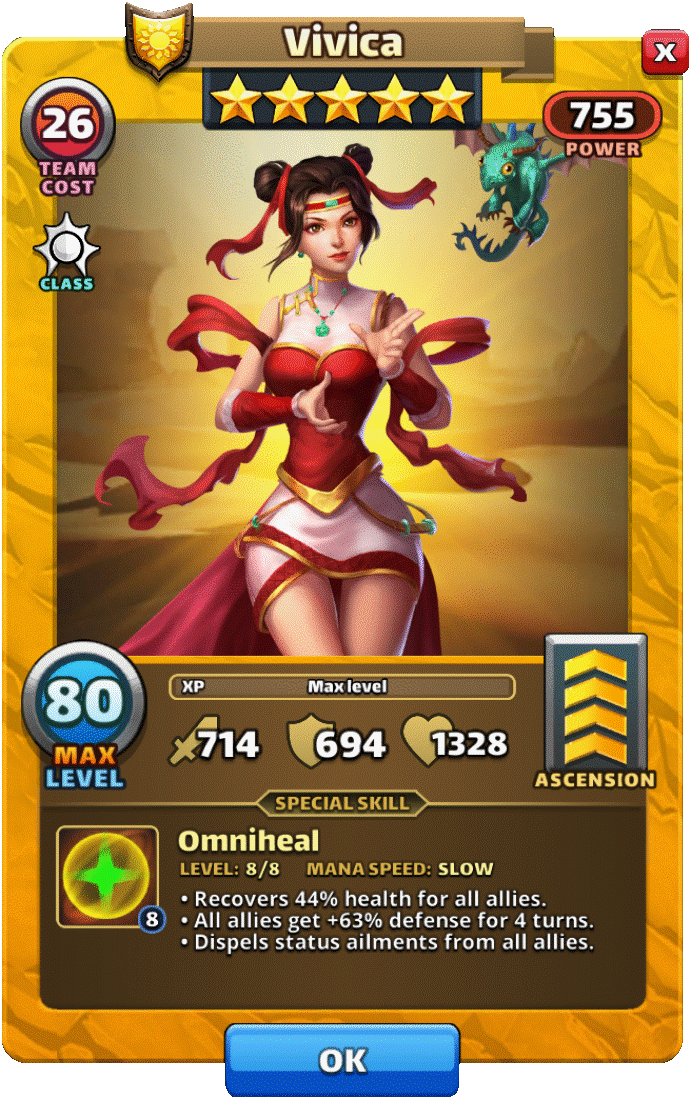 Vivica
X
26
TEAM
COST
755
POWER
CLASS
80
MAX
LEVEL
XP Max level
714 694 1328
ASCENSION
SPECIAL SKILL
Omniheal
LEVEL: 8/8 MANA SPEED: SLOW
8
• Recovers 44% health for all allies.
• All allies get +63% defense for 4 turns.
• Dispels status ailments from all allies.
OK